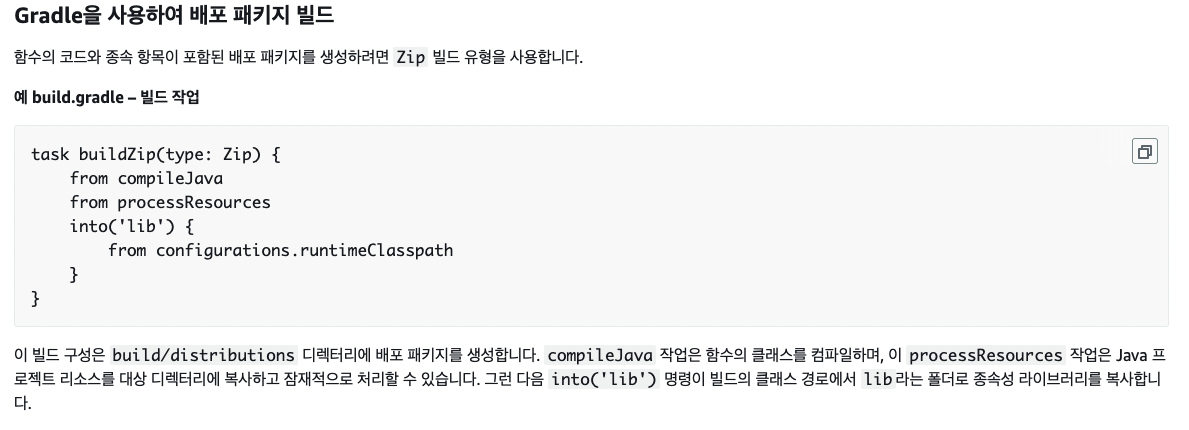 Gradle을 사용하여 배포 패키지 빌드
함수의 코드와 종속 항목이 포함된 배포 패키지를 생성하려면 Zip 빌드 유형을 사용합니다.
예 build.gradle – 빌드 작업
task buildZip(type: Zip) {
    from compileJava
    from processResources
    into('lib') {
        from configurations.runtimeClasspath
    }
}
이 빌드 구성은 build/distributions 디렉터리에 배포 패키지를 생성합니다. compileJava 작업은 함수의 클래스를 컴파일하며, 이 processResources 작업은 Java 프
로젝트 리소스를 대상 디렉터리에 복사하고 잠재적으로 처리할 수 있습니다. 그런 다음 into('lib') 명령이 빌드의 클래스 경로에서 lib라는 폴더로 종속성 라이브러리를 복사합니
다.